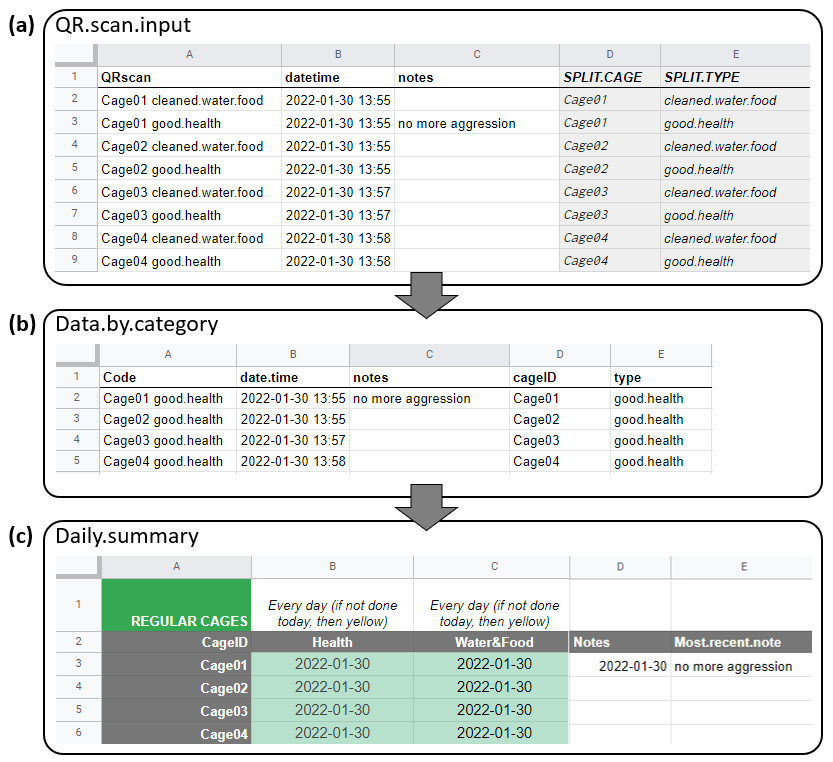 (a) QR.scan.input
A B C D E
1 QRscan datetime notes SPLIT.CAGE SPLIT.TYPE
2 Cage01 cleaned.water.food 2022-01-30 13:55 Cage01 cleaned.water.food
3 Cage01 good.health 2022-01-30 13:55 no more aggression Cage01 good.health
4 Cage02 cleaned.water.food 2022-01-30 13:55 Cage02 cleaned.water.food
5 Cage02 good.health 2022-01-30 13:55 Cage02 good.health
6 Cage03 cleaned.water.food 2022-01-30 13:57 Cage03 cleaned.water.food
7 Cage03 good.health 2022-01-30 13:57 Cage03 good.health
8 Cage04 cleaned.water.food 2022-01-30 13:58 Cage04 cleaned.water.food
9 Cage04 good.health 2022-01-30 13:58 Cage04 good.health
(b) Data.by.category
A B C D E
1 Code date.time notes cageID type
2 Cage01 good.health 2022-01-30 13:55 no more aggression Cage01 good.health
3 Cage02 good.health 2022-01-30 13:55 Cage02 good.health
4 Cage03 good.health 2022-01-30 13:57 Cage03 good.health
5 Cage04 good.health 2022-01-30 13:58 Cage04 good.health
(c) Daily.summary
A B C D E
1 Every day (if not done Every day (if not done
REGULAR CAGES today, then yellow) today, then yellow)
2 CageID Health Water&Food Notes Most.recent.note
3 Cage01 2022-01-30 2022-01-30 2022-01-30 no more aggression
4 Cage02 2022-01-30 2022-01-30
5 Cage03 2022-01-30 2022-01-30
6 Cage04 2022-01-30 2022-01-30